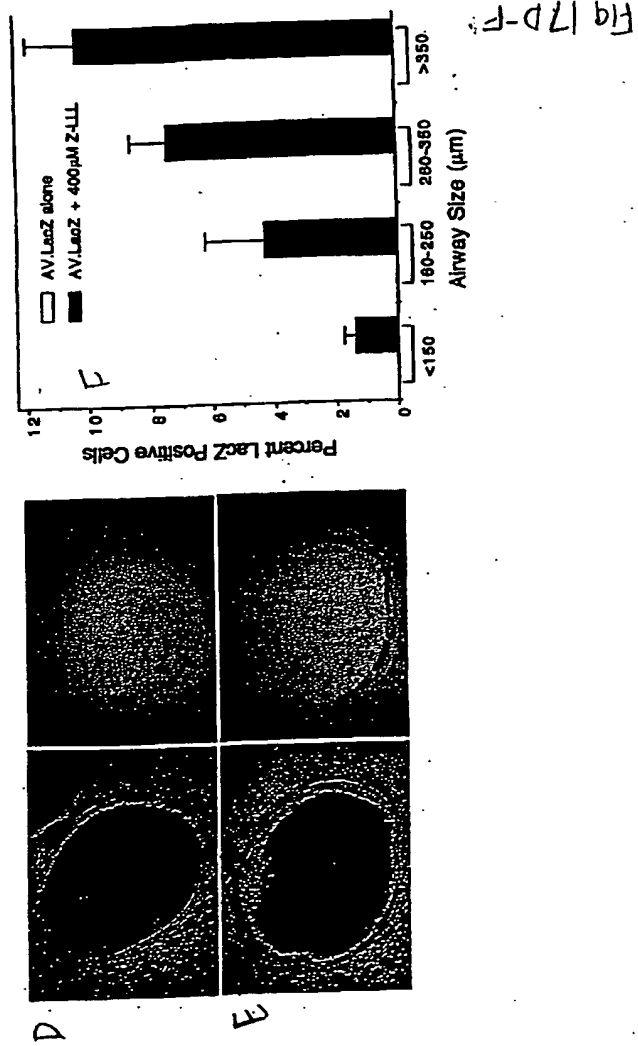 Fig 17D-F
D
E
F
AV.LacZ alone
AV.LacZ + 400µM Z-LLL
Percent LacZ Positive Cells
12
10
8
6
4
2
0
<150
180-250
260-350
>350
Airway Size (µm)